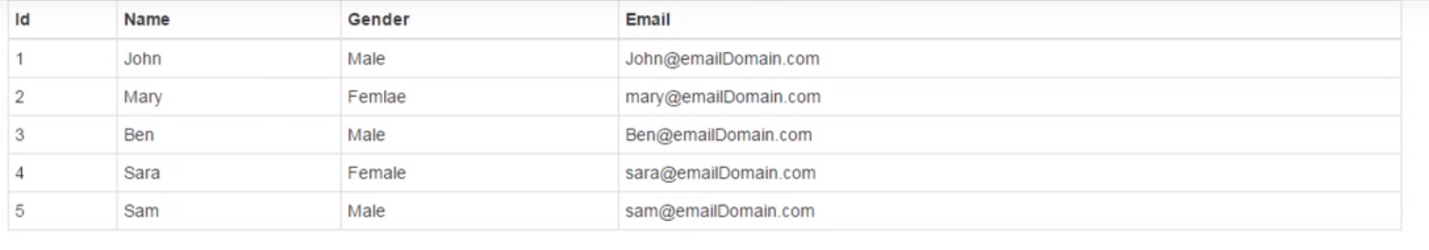 Id Name Gender Email
1 John Male John@emailDomain.com
2 Mary Femlae mary@emailDomain.com
3 Ben Male Ben@emailDomain.com
4 Sara Female sara@emailDomain.com
5 Sam Male sam@emailDomain.com